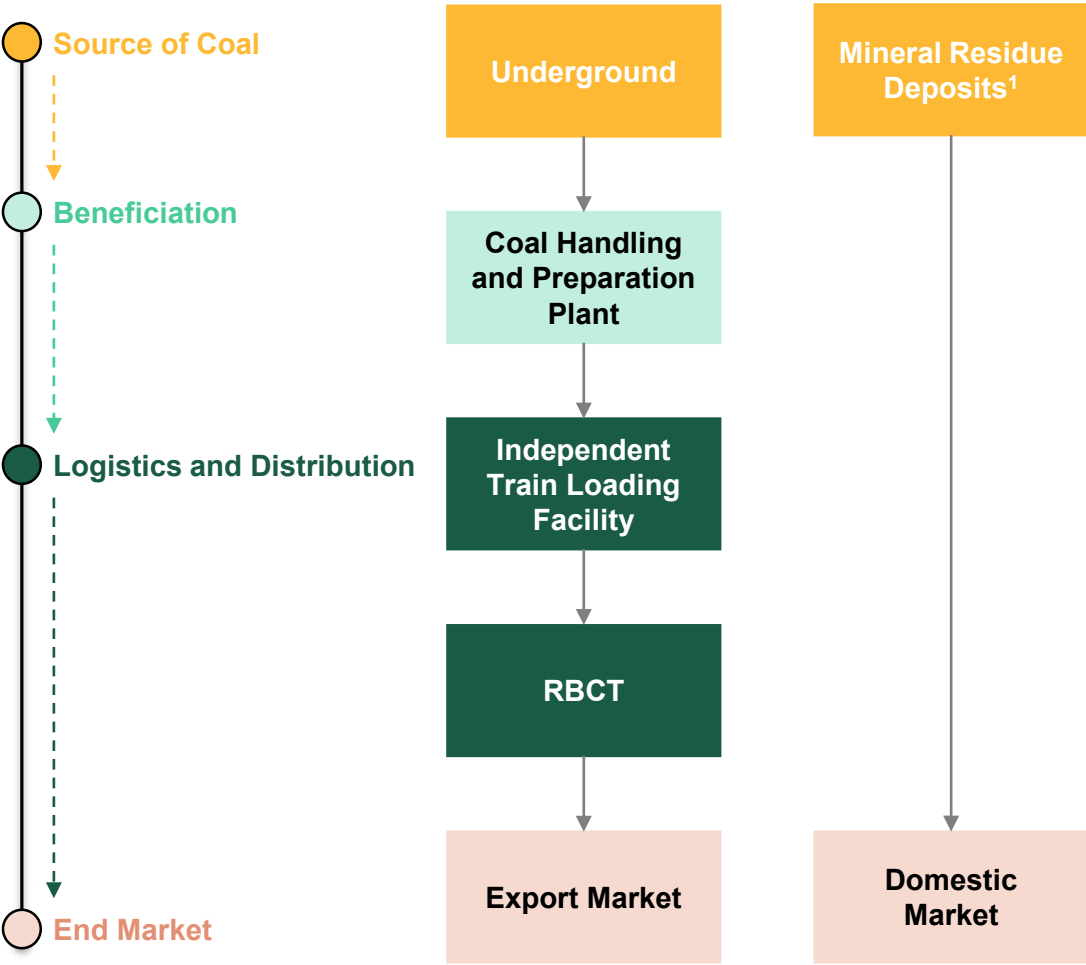 Source of Coal
Underground
Mineral Residue
Deposits¹
Beneficiation
Coal Handling
and Preparation
Plant
Logistics and Distribution
Independent
Train Loading
Facility
RBCT
Export Market
Domestic
Market
End Market